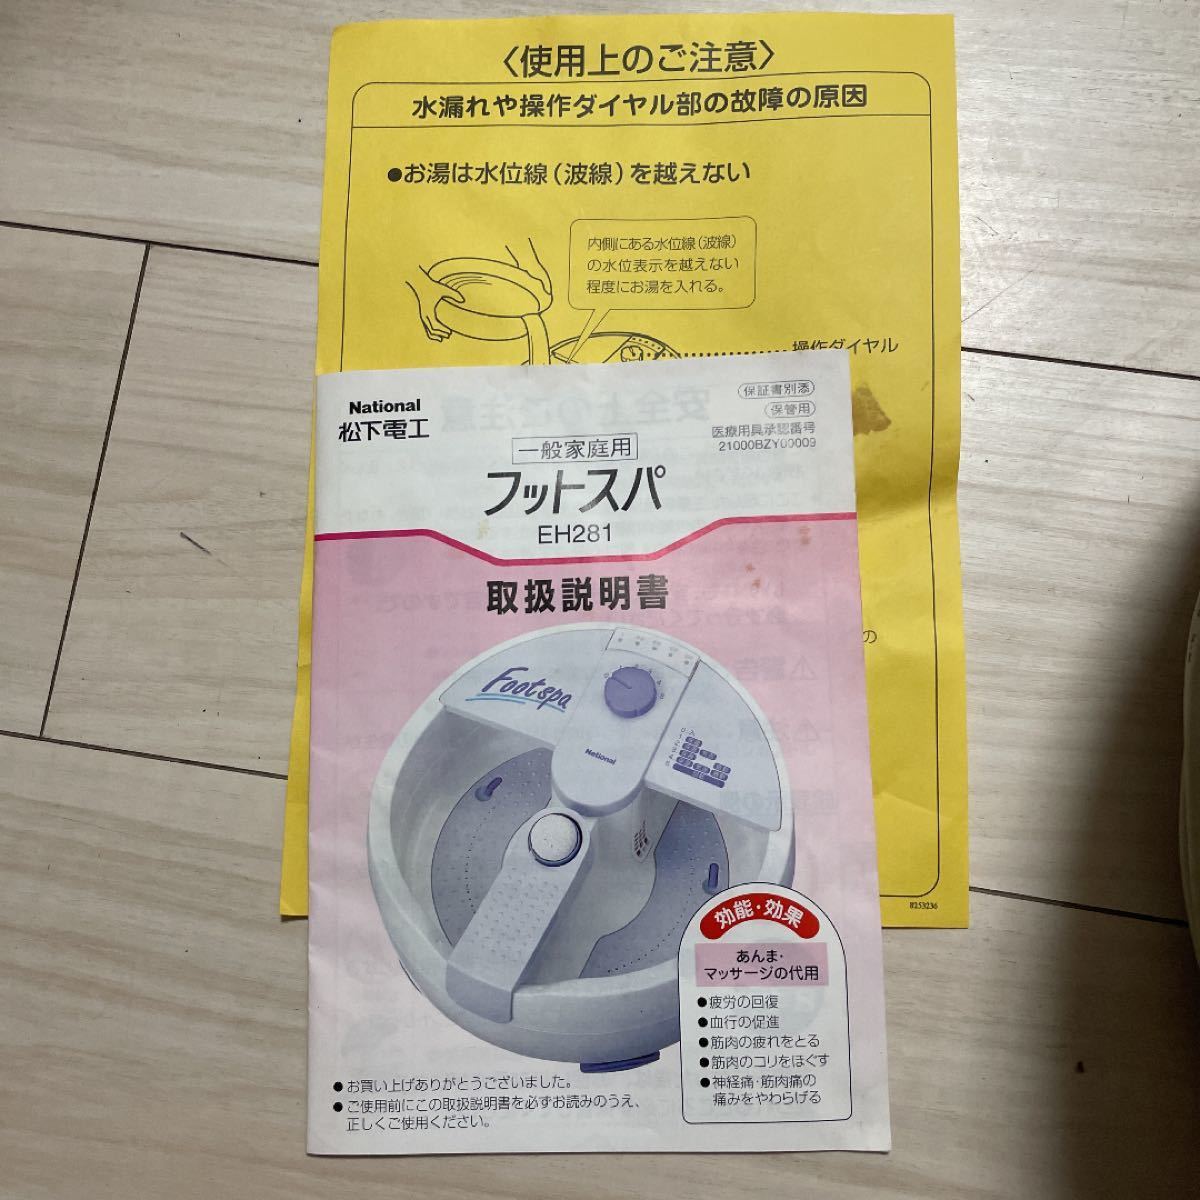 〈使用上のご注意〉
水漏れや操作ダイヤル部の故障の原因
●お湯は水位線(波線)を越えない
内側にある水位線(波線)
の水位表示を越えない
程度にお湯を入れる。
操作ダイヤル
の
8253236
National
松下電工
保証書別添
保管用
医療用具承認番号
21000BZY00009
一般家庭用
フットスパ
EH281
取扱説明書
Footspa
National
効能・効果
あんま・
マッサージの代用
●疲労の回復
●血行の促進
●筋肉の疲れをとる
●筋肉のコリをほぐす
●神経痛・筋肉痛の
痛みをやわらげる
●お買い上げありがとうございました。
●ご使用前にこの取扱説明書を必ずお読みのうえ、
正しくご使用ください。